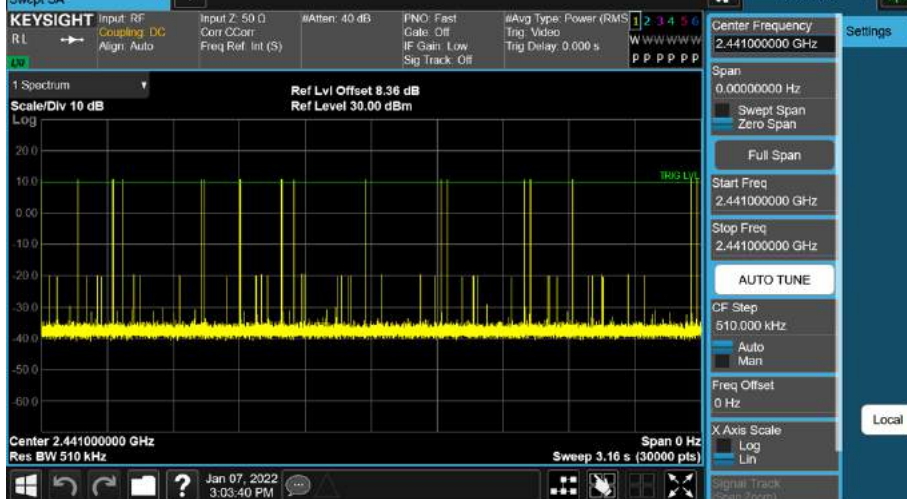 Swept SA
KEYSIGHT
RL
Input: RF
Coupling: DC
Align: Auto
Input Z: 50 Ω
Corr CCorr
Freq Ref: Int (S)
#Atten: 40 dB
PNO: Fast
Gate: Off
IF Gain: Low
Sig Track: Off
#Avg Type: Power (RMS
Trig: Video
Trig Delay: 0.000 s
1 2 3 4 5 6
W W W W W W
P P P P P P
1 Spectrum
Scale/Div 10 dB
Log
Ref Lvl Offset 8.36 dB
Ref Level 30.00 dBm
TRIG LVL
20.0
10.0
0.00
-10.0
-20.0
-30.0
-40.0
-50.0
-60.0
Center 2.441000000 GHz
Res BW 510 kHz
Span 0 Hz
Sweep 3.16 s (30000 pts)
Jan 07, 2022
3:03:40 PM
Center Frequency
2.441000000 GHz
Span
0.00000000 Hz
Swept Span
Zero Span
Full Span
Start Freq
2.441000000 GHz
Stop Freq
2.441000000 GHz
AUTO TUNE
CF Step
510.000 kHz
Auto
Man
Freq Offset
0 Hz
X Axis Scale
Log
Lin
Signal Track
(Span Zoom)
Settings
Local